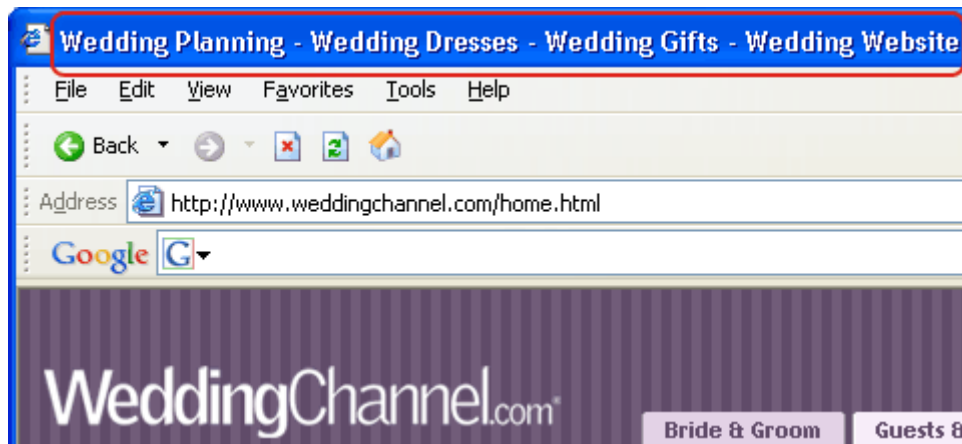 Wedding Planning - Wedding Dresses - Wedding Gifts - Wedding Website
File Edit View Favorites Tools Help
Back
Address http://www.weddingchannel.com/home.html
Google G
WeddingChannel.com
Bride & Groom Guests &